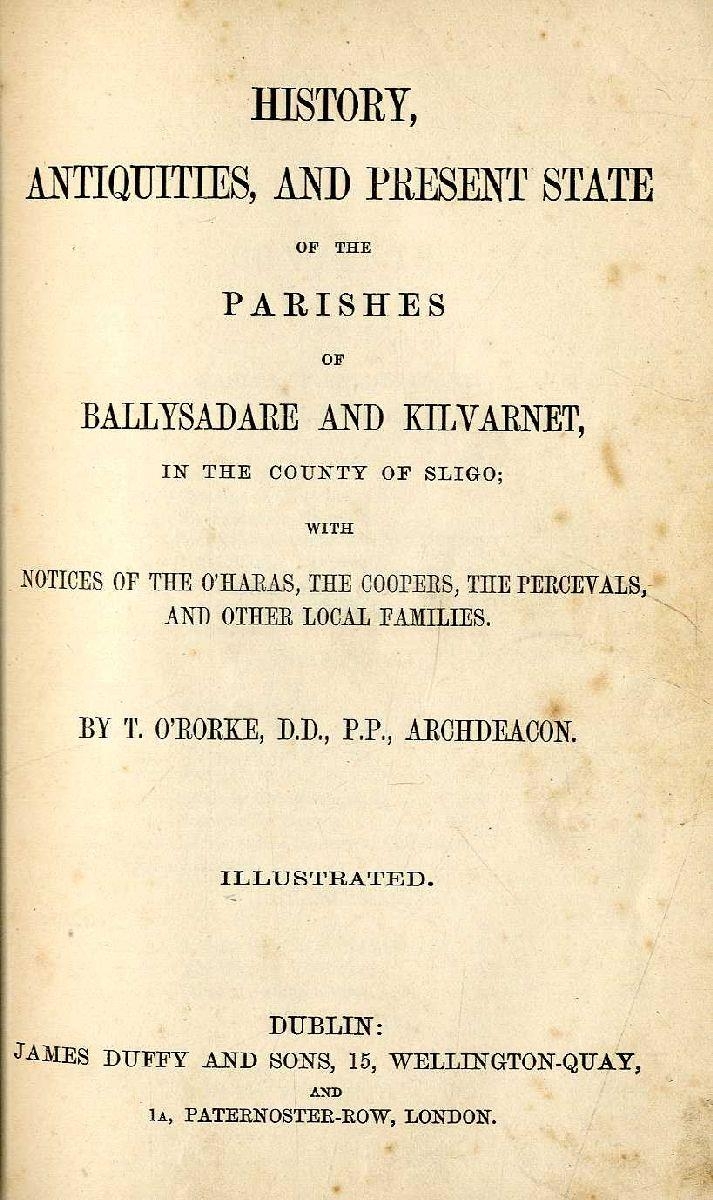 HISTORY,
ANTIQUITIES, AND PRESENT STATE
OF THE
PARISHES
OF
BALLYSADARE AND KILVARNET,
IN THE COUNTY OF SLIGO;
WITH
NOTICES OF THE O'HARAS, THE COOPERS, THE PERCEVALS,
AND OTHER LOCAL FAMILIES.
BY T. O'RORKE, D.D., P.P., ARCHDEACON.
ILLUSTRATED.
DUBLIN:
JAMES DUFFY AND SONS, 15, WELLINGTON-QUAY,
AND
1A, PATERNOSTER-ROW, LONDON.